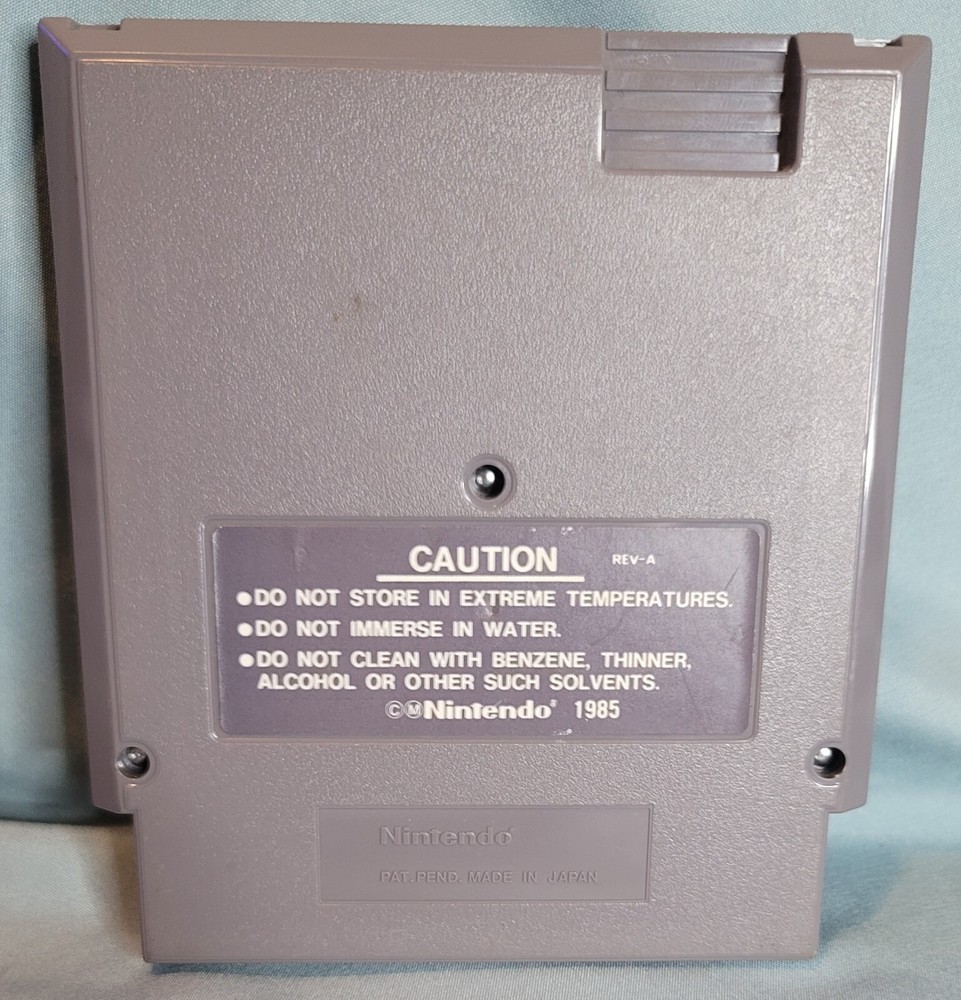 CAUTION REV-A
●DO NOT STORE IN EXTREME TEMPERATURES.
●DO NOT IMMERSE IN WATER.
●DO NOT CLEAN WITH BENZENE, THINNER,
ALCOHOL OR OTHER SUCH SOLVENTS.
©ⓂNintendo® 1985
Nintendo®
PAT. PEND. MADE IN JAPAN